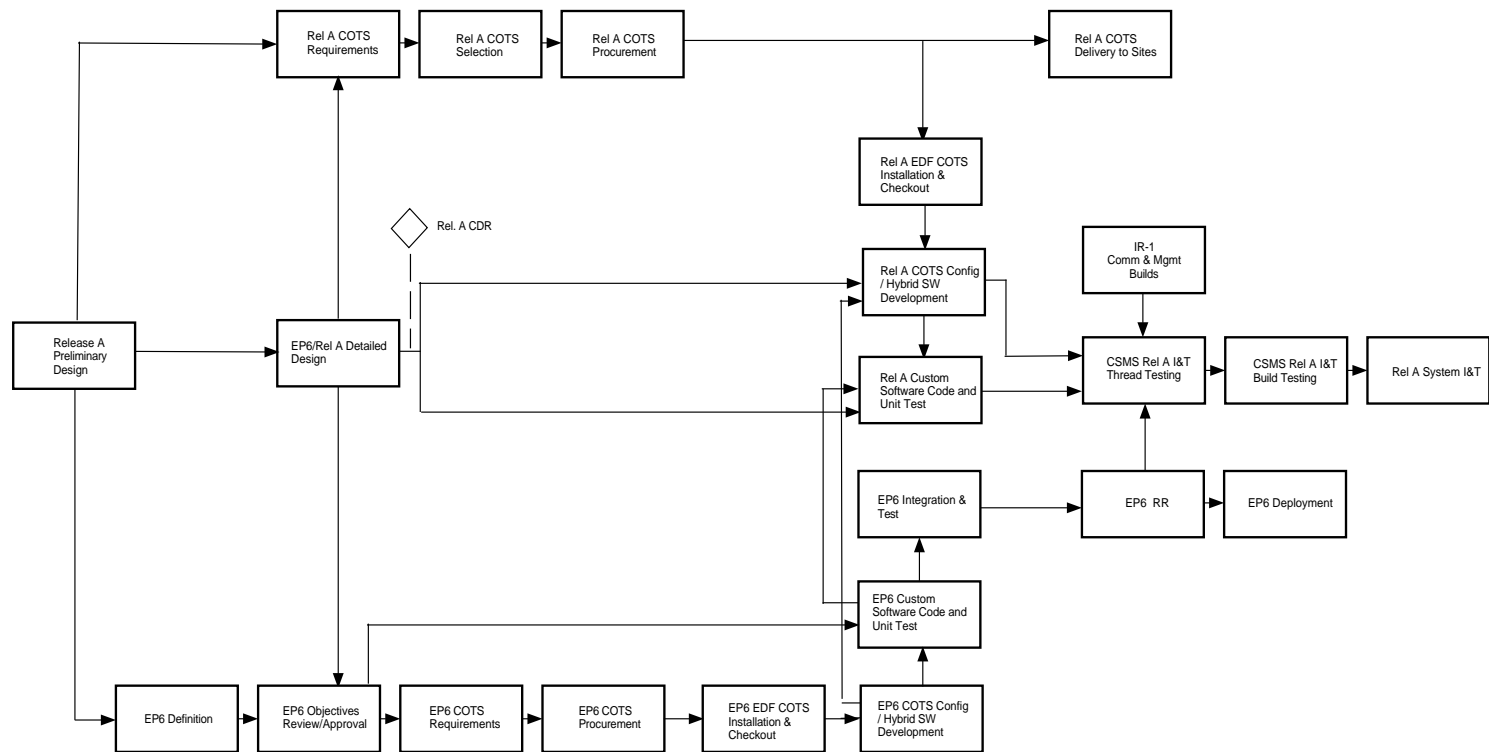 Rel A COTS
Requirements
Rel A COTS
Selection
Rel A COTS
Procurement
Rel A COTS
Delivery to Sites
Rel A EDF COTS
Installation &
Checkout
Rel. A CDR
Rel A COTS Config
/ Hybrid SW
Development
IR-1
Comm & Mgmt
Builds
Release A
Preliminary
Design
EP6/Rel A Detailed
Design
Rel A Custom
Software Code and
Unit Test
CSMS Rel A I&T
Thread Testing
CSMS Rel A I&T
Build Testing
Rel A System I&T
EP6 Integration &
Test
EP6 RR
EP6 Deployment
EP6 Custom
Software Code and
Unit Test
EP6 Definition
EP6 Objectives
Review/Approval
EP6 COTS
Requirements
EP6 COTS
Procurement
EP6 EDF COTS
Installation &
Checkout
EP6 COTS Config
/ Hybrid SW
Development